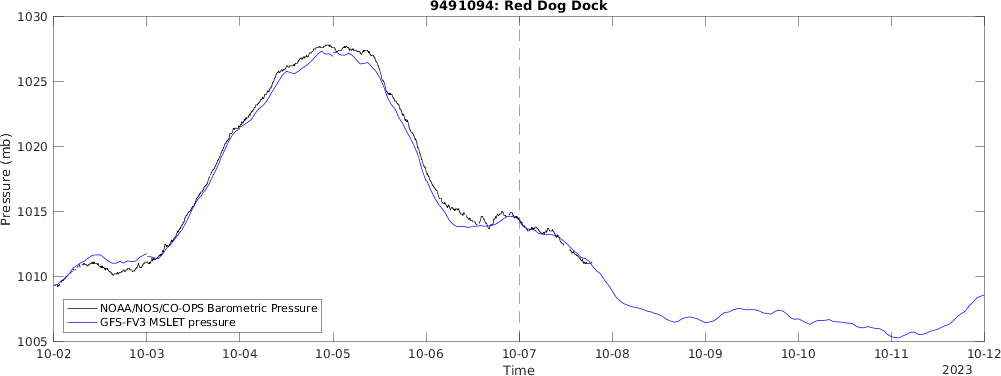 9491094: Red Dog Dock
Pressure (mb)
1030
1025
1020
1015
1010
1005
NOAA/NOS/CO-OPS Barometric Pressure
GFS-FV3 MSLET pressure
10-02 10-03 10-04 10-05 10-06 10-07 10-08 10-09 10-10 10-11 10-12
Time
2023